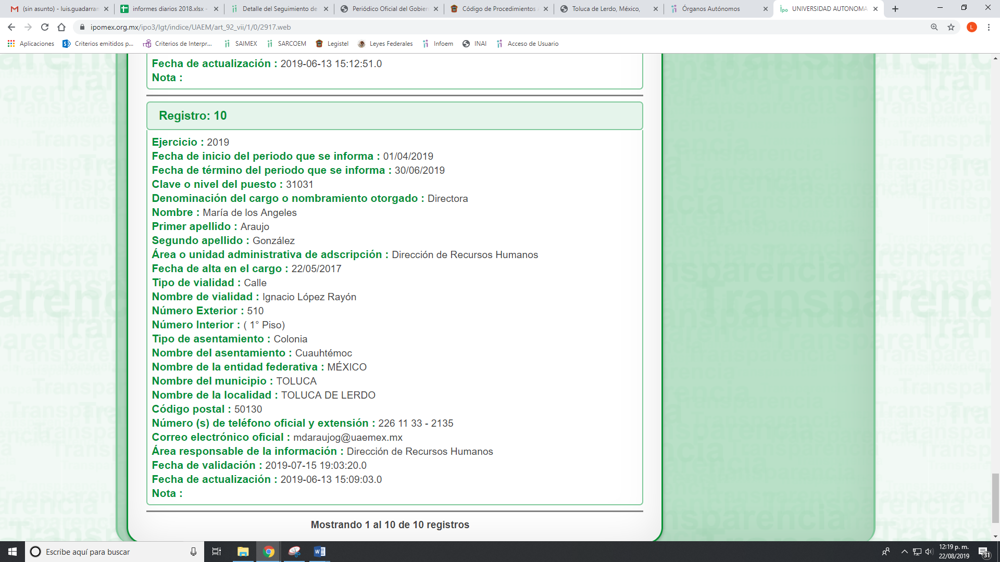 (sin asunto) - luis.guadarran
informes diarios 2018.xlsx -
Detalle del Seguimiento de
Periódico Oficial del Gobier
Código de Procedimientos A
Toluca de Lerdo, México,
Órganos Autónomos
UNIVERSIDAD AUTONOMA
ipomex.org.mx/ipo3/lgt/indice/UAEM/art_92_vii/1/0/2917.web
L
Aplicaciones
Criterios emitidos p...
Criterios de Interpr...
SAIMEX
SARCOEM
Legistel
Leyes Federales
Infoem
INAI
Acceso de Usuario
Fecha de actualización : 2019-06-13 15:12:51.0
Nota :
Registro: 10
Ejercicio : 2019
Fecha de inicio del periodo que se informa : 01/04/2019
Fecha de término del periodo que se informa : 30/06/2019
Clave o nivel del puesto : 31031
Denominación del cargo o nombramiento otorgado : Directora
Nombre : María de los Angeles
Primer apellido : Araujo
Segundo apellido : González
Área o unidad administrativa de adscripción : Dirección de Recursos Humanos
Fecha de alta en el cargo : 22/05/2017
Tipo de vialidad : Calle
Nombre de vialidad : Ignacio López Rayón
Número Exterior : 510
Número Interior : ( 1° Piso)
Tipo de asentamiento : Colonia
Nombre del asentamiento : Cuauhtémoc
Nombre de la entidad federativa : MÉXICO
Nombre del municipio : TOLUCA
Nombre de la localidad : TOLUCA DE LERDO
Código postal : 50130
Número (s) de teléfono oficial y extensión : 226 11 33 - 2135
Correo electrónico oficial : mdaraujog@uaemex.mx
Área responsable de la información : Dirección de Recursos Humanos
Fecha de validación : 2019-07-15 19:03:20.0
Fecha de actualización : 2019-06-13 15:09:03.0
Nota :
Mostrando 1 al 10 de 10 registros
Escribe aquí para buscar
12:19 p. m.
22/08/2019
31